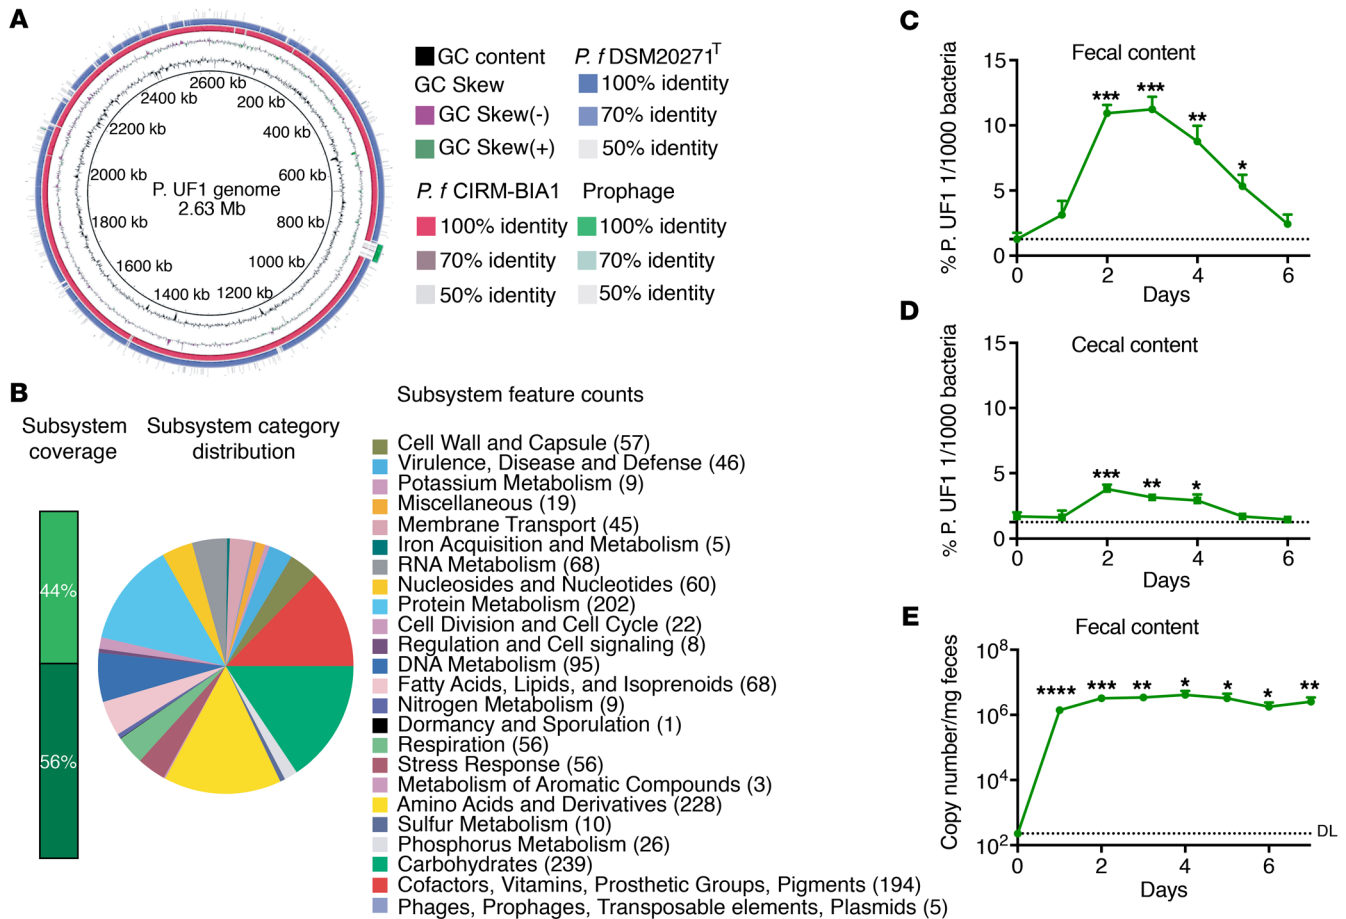 A
2600 kb
200 kb
400 kb
600 kb
800 kb
1000 kb
1200 kb
1400 kb
1600 kb
1800 kb
2000 kb
2200 kb
2400 kb
P. UF1 genome
2.63 Mb
GC content
GC Skew
GC Skew(-)
GC Skew(+)
P. f DSM20271T
100% identity
70% identity
50% identity
P. f CIRM-BIA1
100% identity
70% identity
50% identity
Prophage
100% identity
70% identity
50% identity
B
Subsystem
coverage
44%
56%
Subsystem category
distribution
Subsystem feature counts
Cell Wall and Capsule (57)
Virulence, Disease and Defense (46)
Potassium Metabolism (9)
Miscellaneous (19)
Membrane Transport (45)
Iron Acquisition and Metabolism (5)
RNA Metabolism (68)
Nucleosides and Nucleotides (60)
Protein Metabolism (202)
Cell Division and Cell Cycle (22)
Regulation and Cell signaling (8)
DNA Metabolism (95)
Fatty Acids, Lipids, and Isoprenoids (68)
Nitrogen Metabolism (9)
Dormancy and Sporulation (1)
Respiration (56)
Stress Response (56)
Metabolism of Aromatic Compounds (3)
Amino Acids and Derivatives (228)
Sulfur Metabolism (10)
Phosphorus Metabolism (26)
Carbohydrates (239)
Cofactors, Vitamins, Prosthetic Groups, Pigments (194)
Phages, Prophages, Transposable elements, Plasmids (5)
C
Fecal content
% P. UF1 1/1000 bacteria
15
10
5
0
*** *** ** *
0 2 4 6
Days
D
Cecal content
% P. UF1 1/1000 bacteria
15
10
5
0
*** ** *
0 2 4 6
Days
E
Fecal content
Copy number/mg feces
10^8
10^6
10^4
10^2
**** *** ** * * * **
DL
0 2 4 6
Days